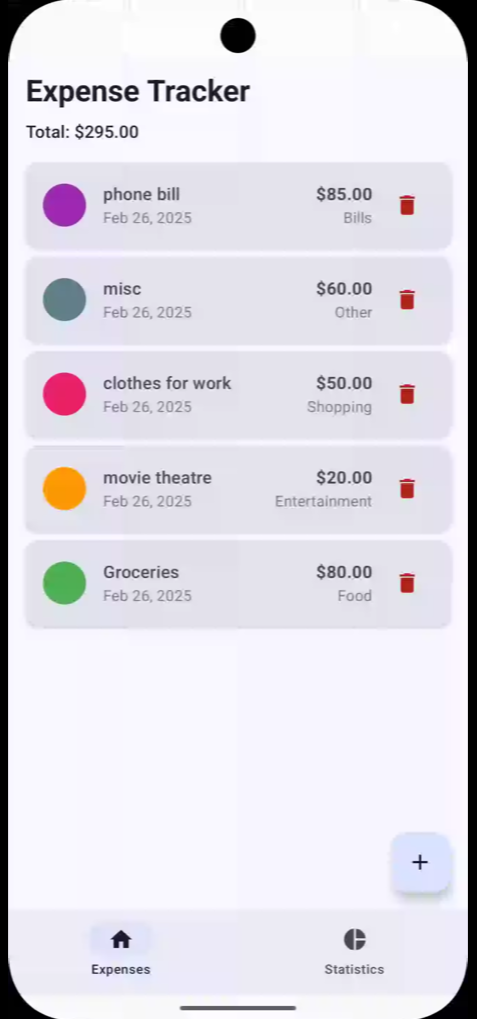 Expense Tracker
Total: $295.00
phone bill $85.00
Feb 26, 2025 Bills
misc $60.00
Feb 26, 2025 Other
clothes for work $50.00
Feb 26, 2025 Shopping
movie theatre $20.00
Feb 26, 2025 Entertainment
Groceries $80.00
Feb 26, 2025 Food
+
Expenses Statistics